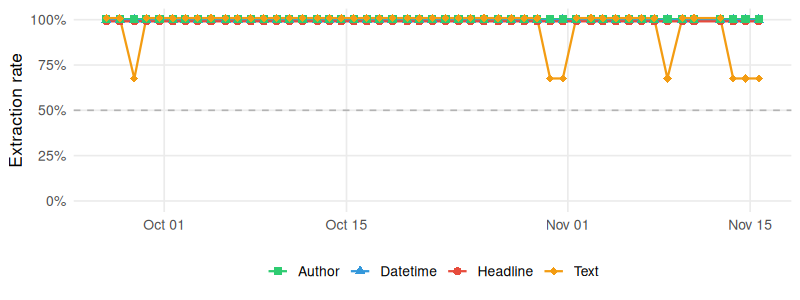 Extraction rate
100%
75%
50%
25%
0%
Oct 01 Oct 15 Nov 01 Nov 15
Author Datetime Headline Text